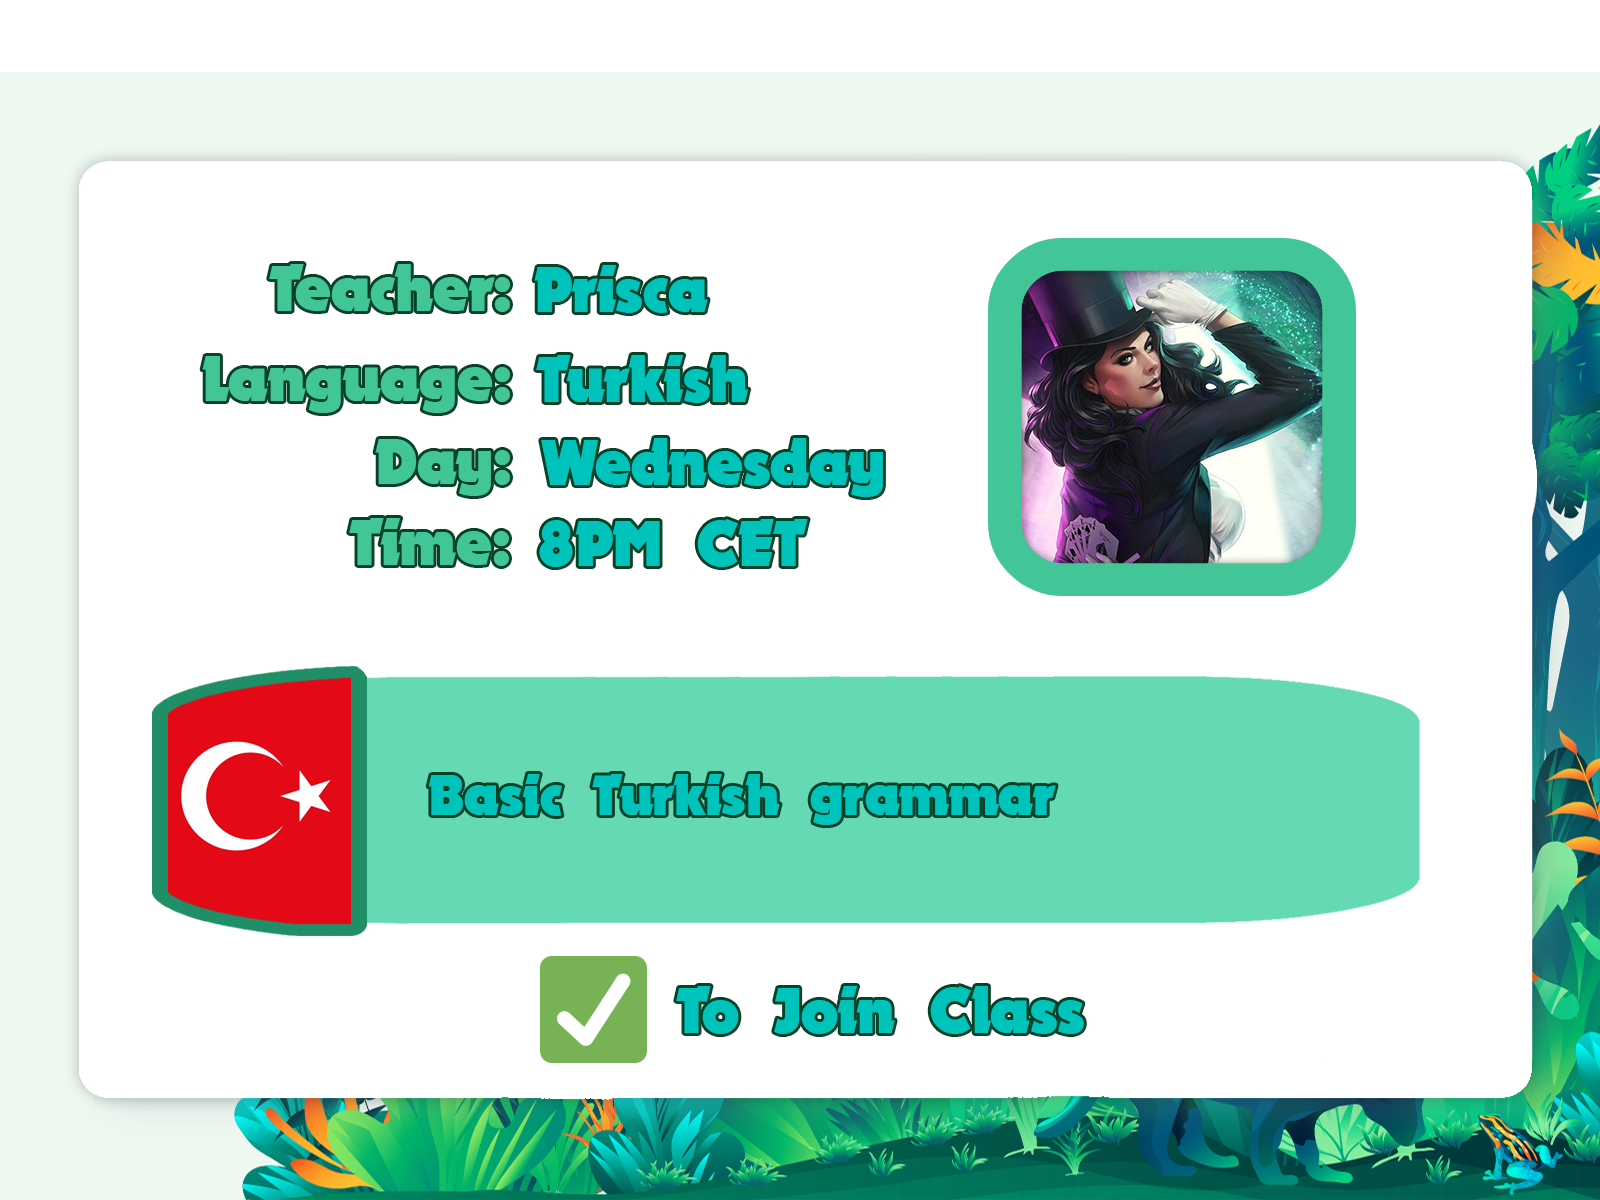 Teacher: Prisca
Language: Turkish
Day: Wednesday
Time: 8PM CET
Basic Turkish grammar
To Join Class